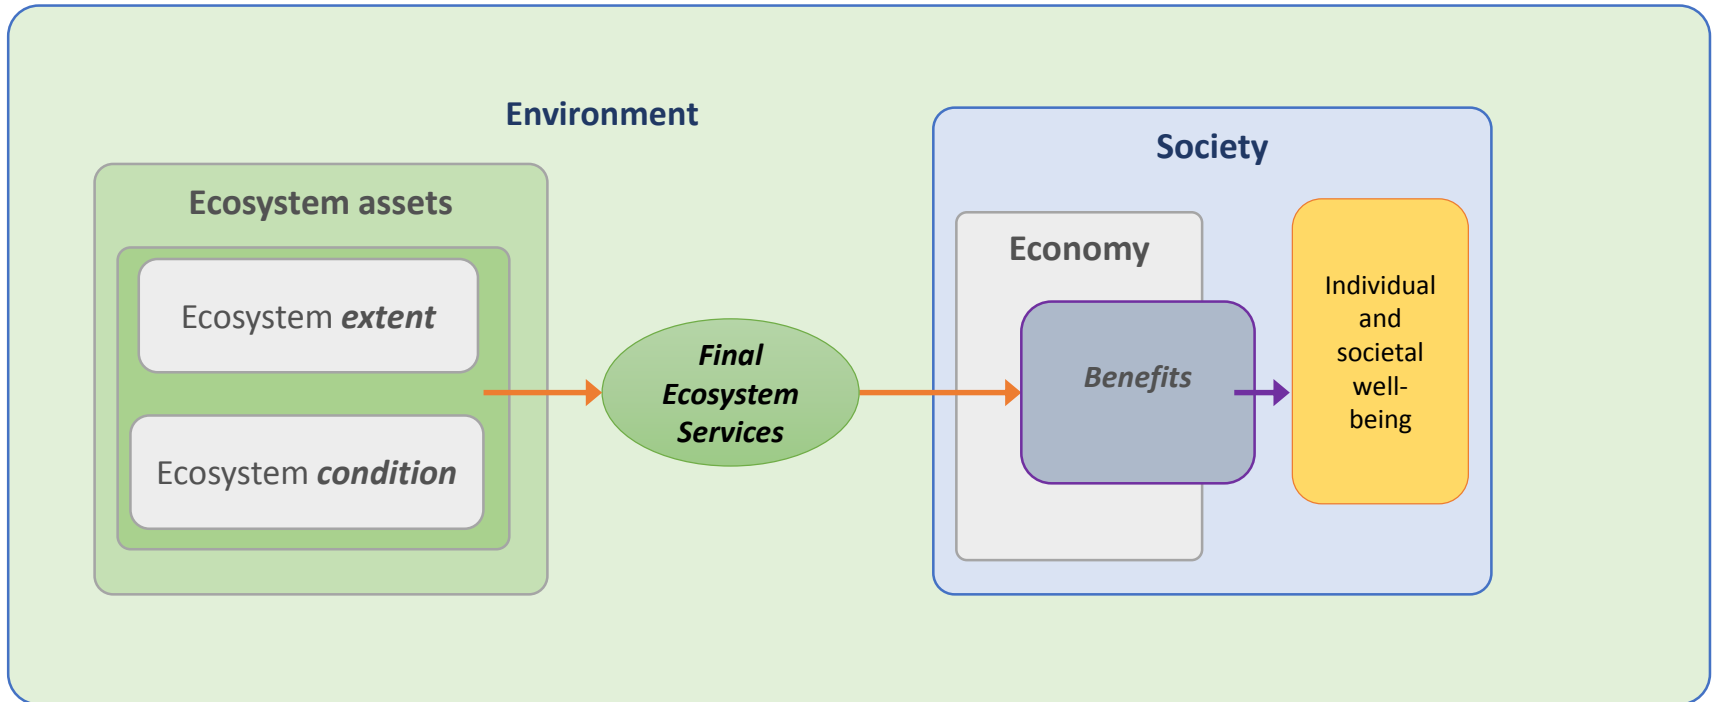 Environment
Society
Ecosystem assets
Ecosystem extent
Ecosystem condition
Final
Ecosystem
Services
Economy
Benefits
Individual
and
societal
well-
being